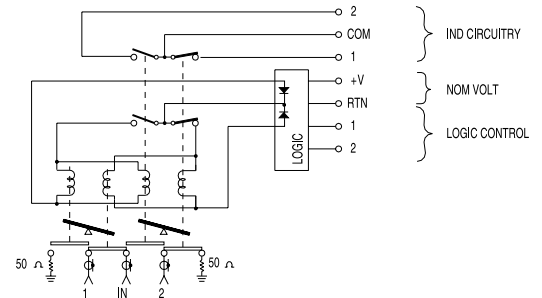 2
COM
IND CIRCUITRY
1
+V
NOM VOLT
RTN
1
LOGIC CONTROL
2
LOGIC
50 Ω
50 Ω
1 IN 2